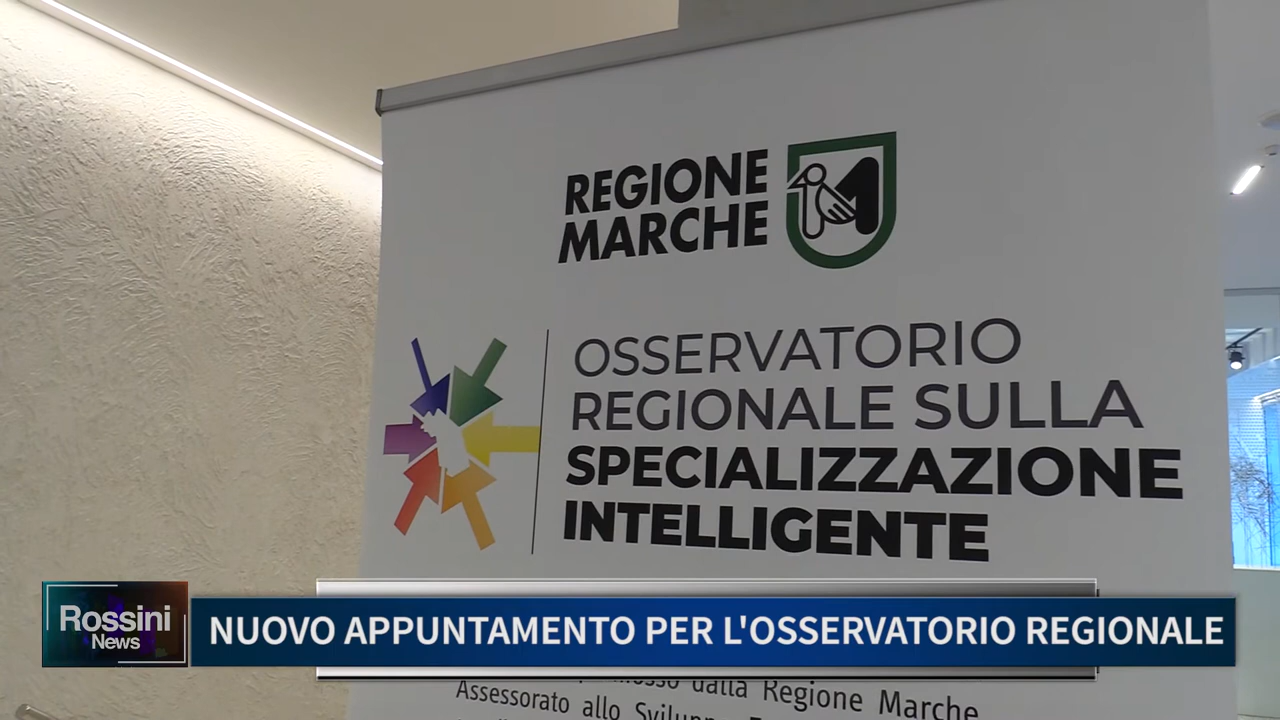 REGIONE
MARCHE
OSSERVATORIO
REGIONALE SULLA
SPECIALIZZAZIONE
INTELLIGENTE
Rossini
News
NUOVO APPUNTAMENTO PER L'OSSERVATORIO REGIONALE
dalla Regione Marche
Assessorato allo